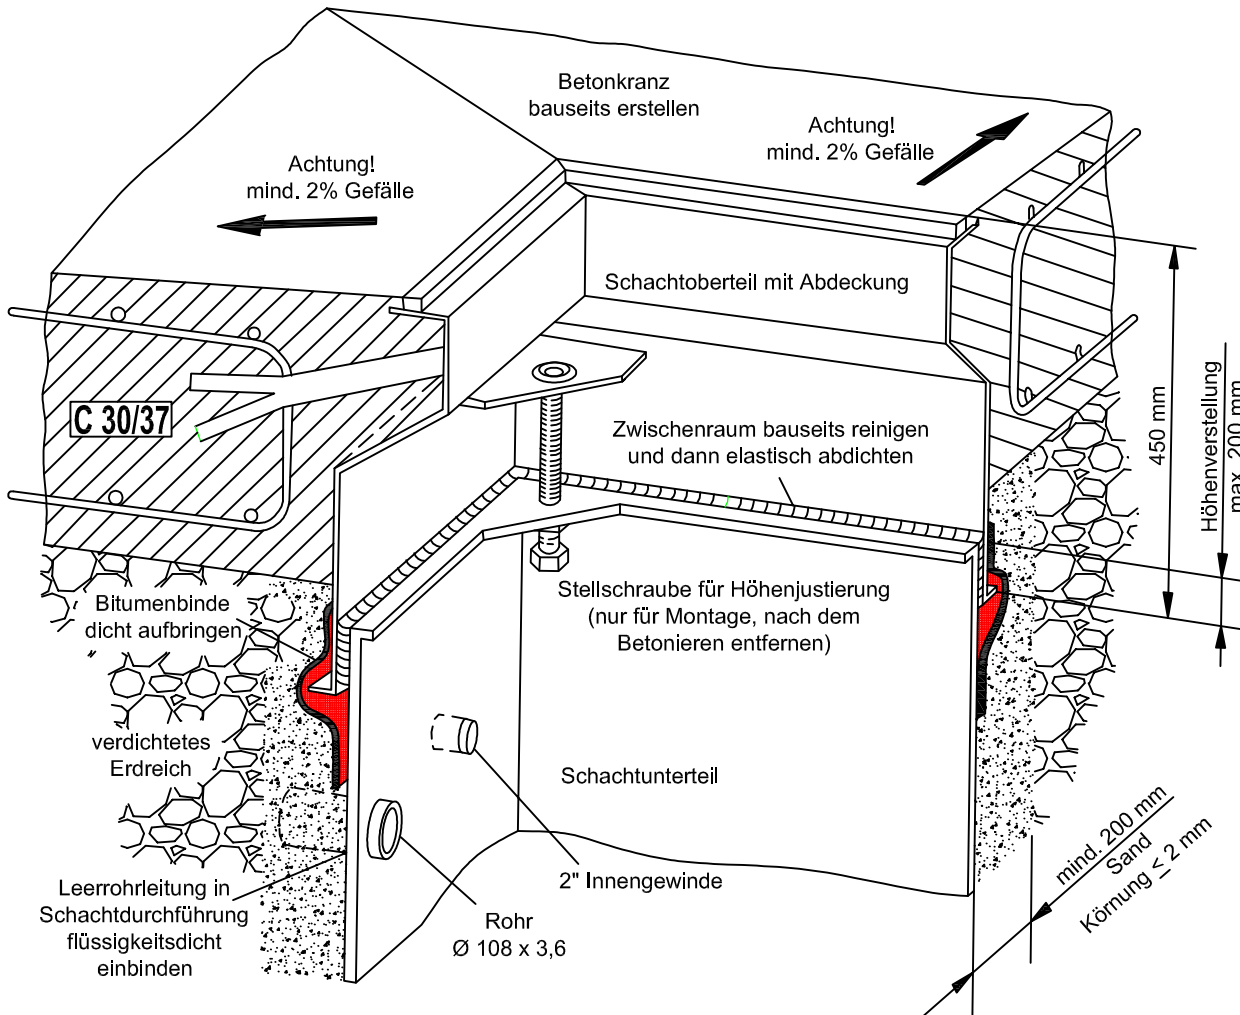 Betonkranz
bauseits erstellen
Achtung!
mind. 2% Gefälle
Achtung!
mind. 2% Gefälle
Schachtoberteil mit Abdeckung
C 30/37
Zwischenraum bauseits reinigen
und dann elastisch abdichten
450 mm
Höhenverstellung
max. 200 mm
Stellschraube für Höhenjustierung
(nur für Montage, nach dem
Betonieren entfernen)
Bitumenbinde
dicht aufbringen
verdichtetes
Erdreich
Schachtunterteil
2" Innengewinde
Leerrohrleitung in
Schachtdurchführung
flüssigkeitsdicht
einbinden
Rohr
Ø 108 x 3,6
mind. 200 mm
Sand
Körnung ≤ 2 mm